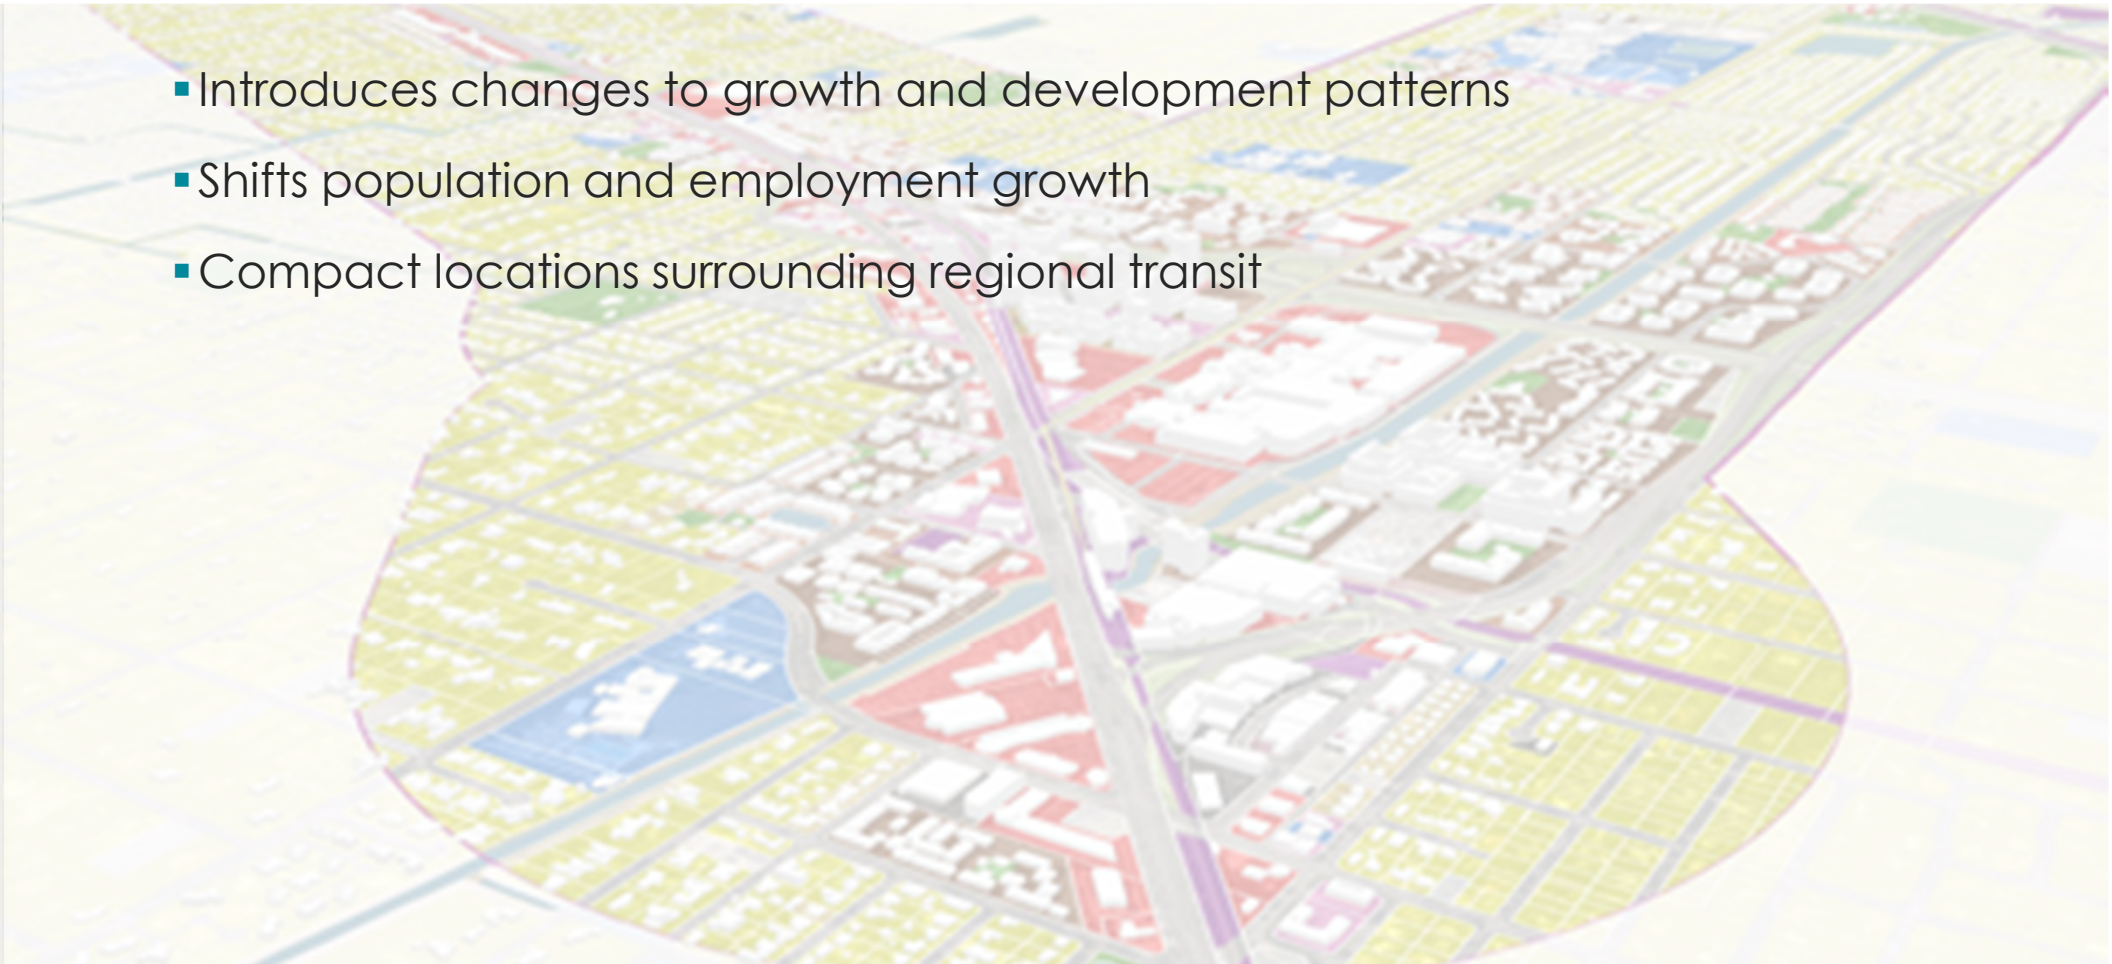 ▪Introduces changes to growth and development patterns
▪Shifts population and employment growth
▪Compact locations surrounding regional transit